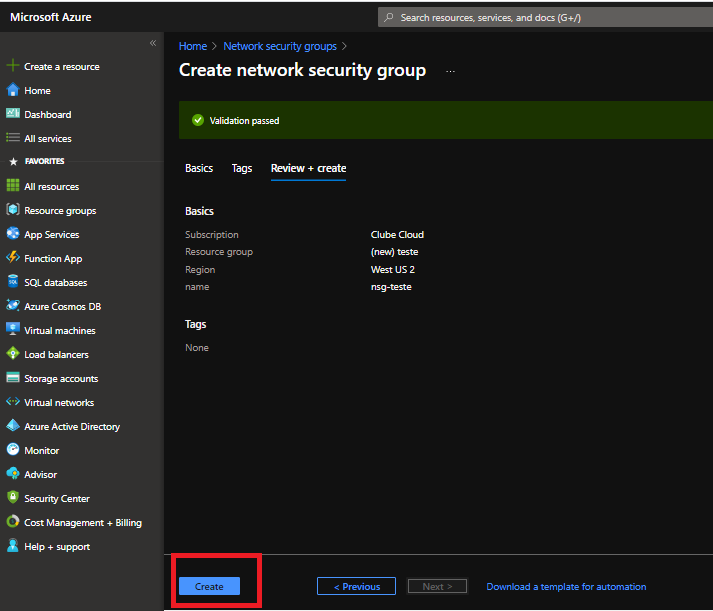 Microsoft Azure
Search resources, services, and docs (G+/)
«
Create a resource
Home
Dashboard
All services
FAVORITES
All resources
Resource groups
App Services
Function App
SQL databases
Azure Cosmos DB
Virtual machines
Load balancers
Storage accounts
Virtual networks
Azure Active Directory
Monitor
Advisor
Security Center
Cost Management + Billing
Help + support
Home > Network security groups >
Create network security group ...
Validation passed
Basics Tags Review + create
Basics
Subscription Clube Cloud
Resource group (new) teste
Region West US 2
name nsg-teste
Tags
None
Create < Previous Next > Download a template for automation